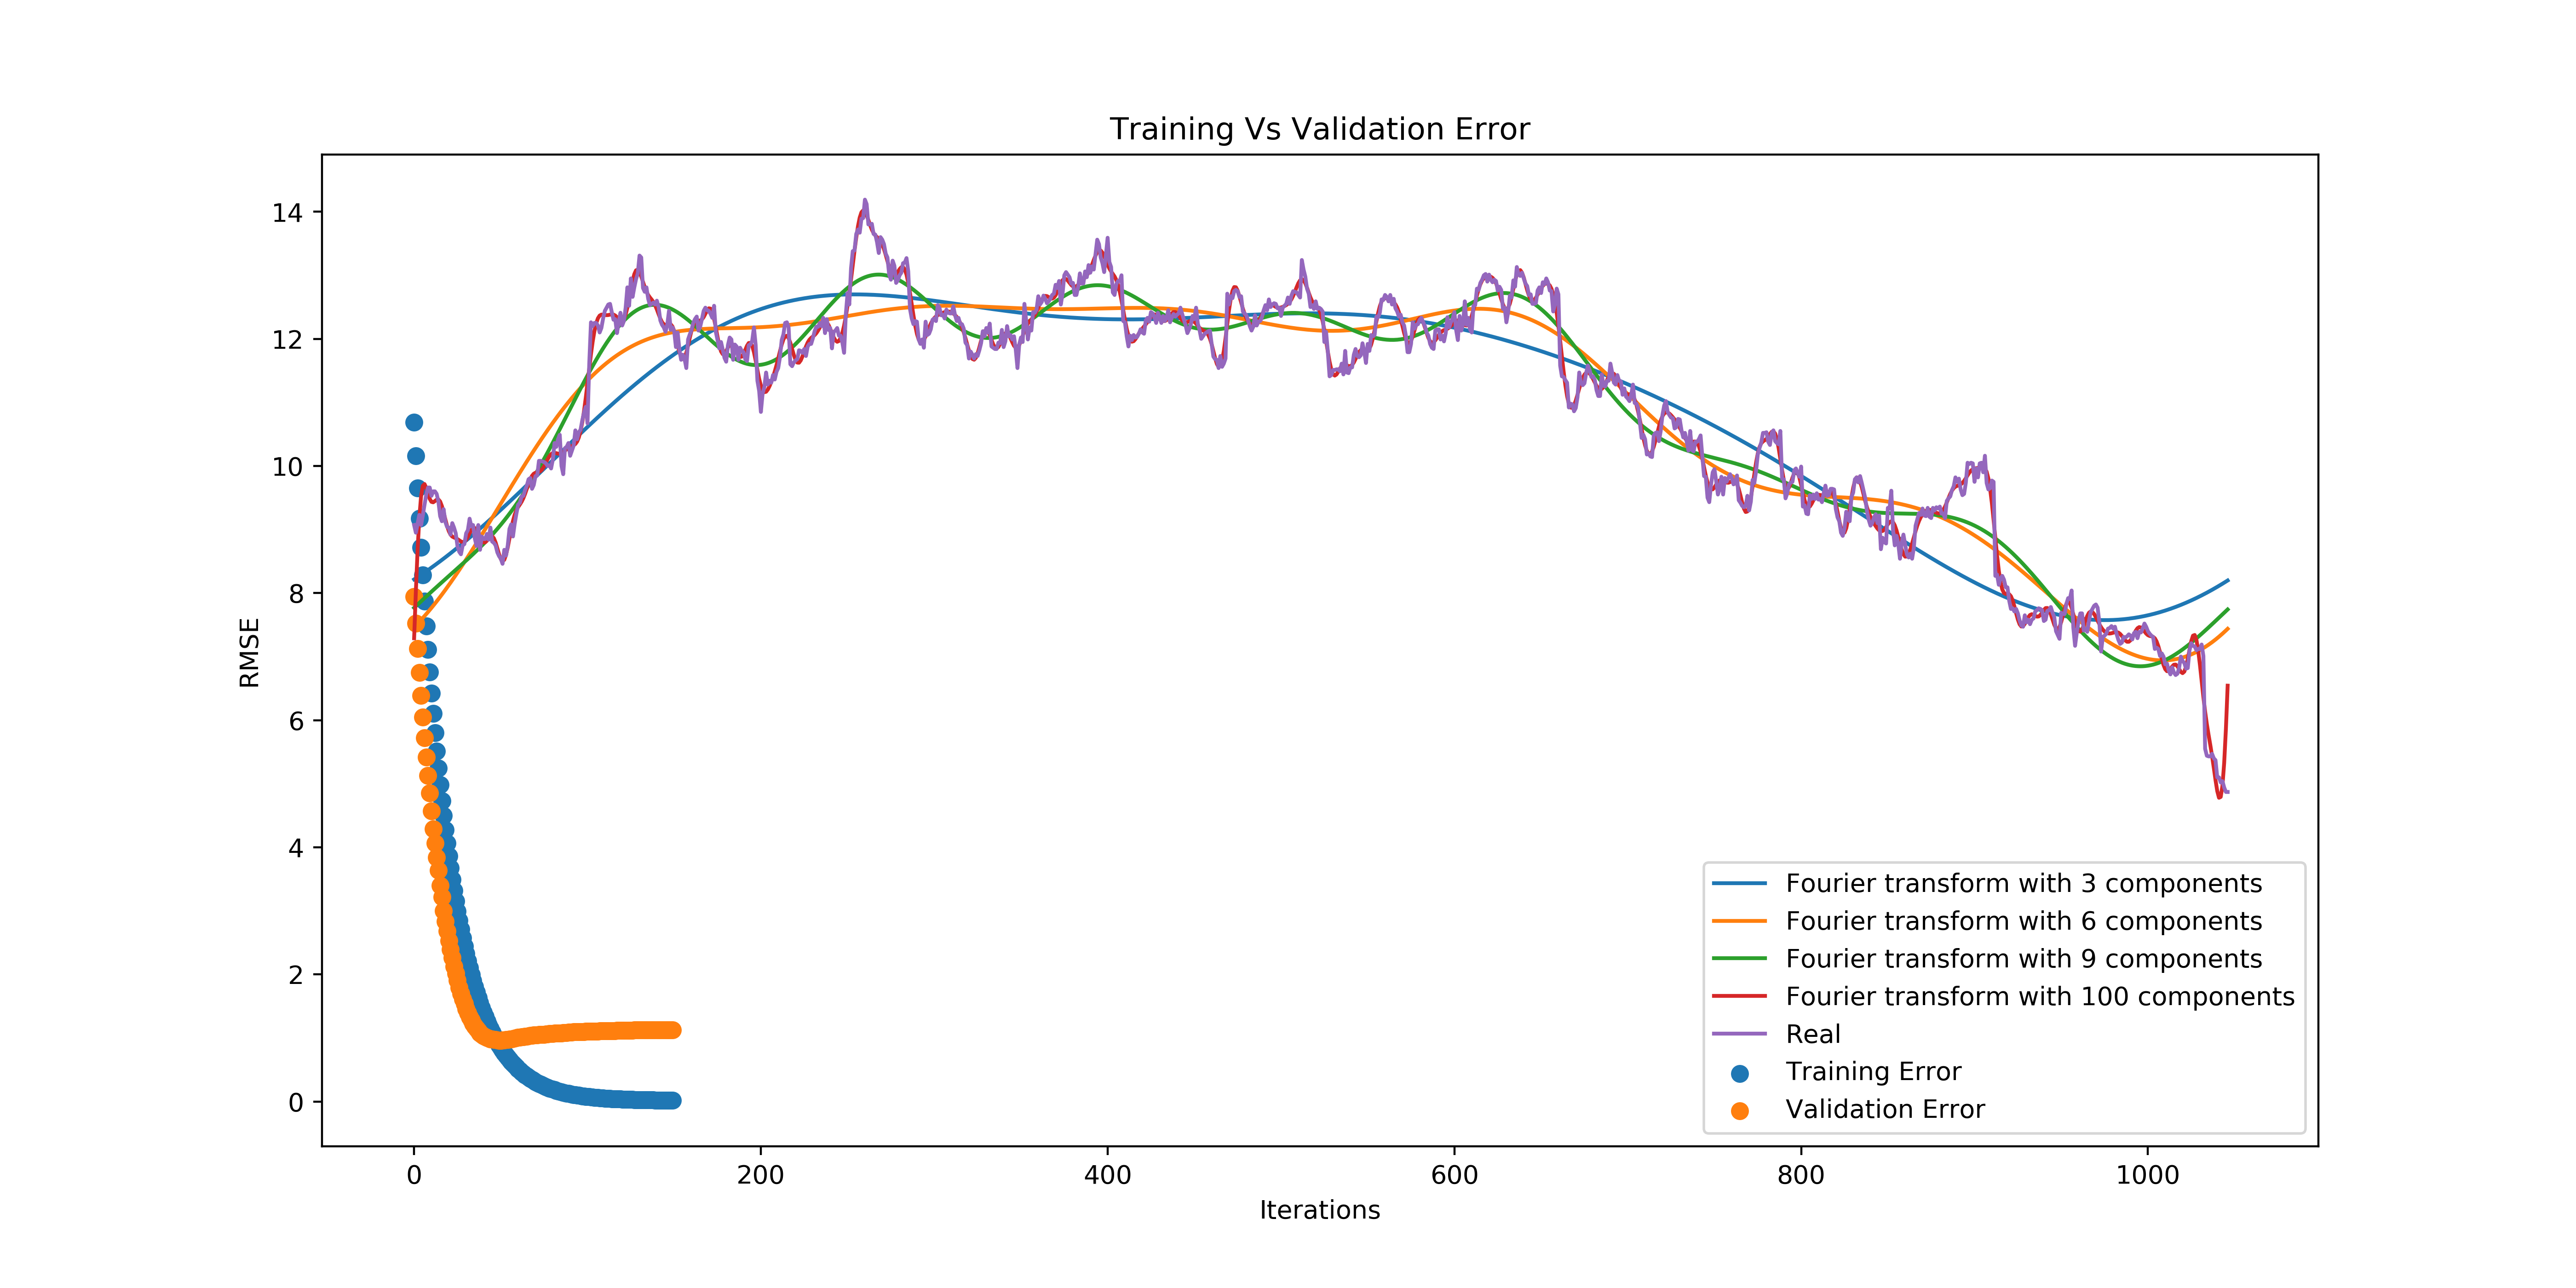 Training Vs Validation Error
14
12
10
8
6
4
2
0
RMSE
0 200 400 600 800 1000
Iterations
Fourier transform with 3 components
Fourier transform with 6 components
Fourier transform with 9 components
Fourier transform with 100 components
Real
Training Error
Validation Error